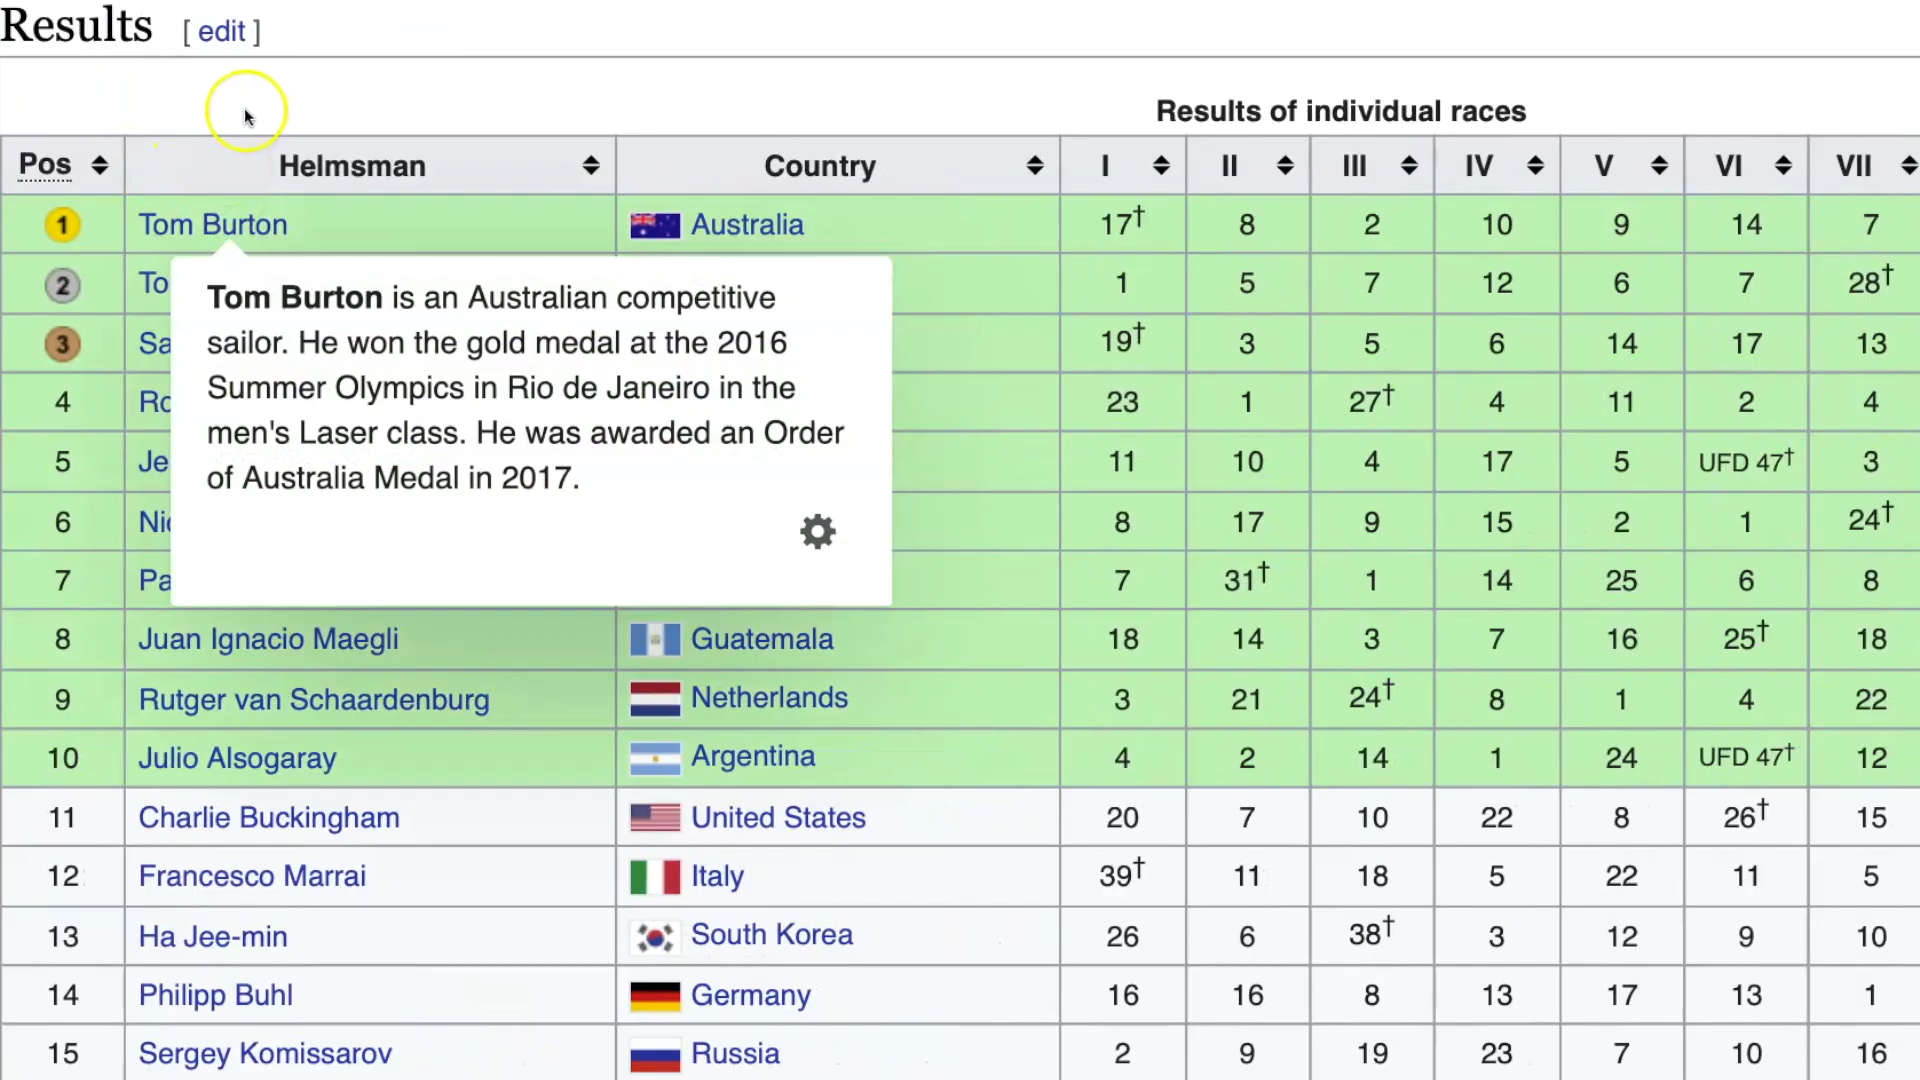 Results [ edit ]
Results of individual races
Pos Helmsman Country I II III IV V VI VII
1 Tom Burton Australia 17† 8 2 10 9 14 7
2 To 1 5 7 12 6 7 28†
3 Sa 19† 3 5 6 14 17 13
4 Ro 23 1 27† 4 11 2 4
5 Je 11 10 4 17 5 UFD 47† 3
6 Nic 8 17 9 15 2 1 24†
7 Pa 7 31† 1 14 25 6 8
Tom Burton is an Australian competitive
sailor. He won the gold medal at the 2016
Summer Olympics in Rio de Janeiro in the
men's Laser class. He was awarded an Order
of Australia Medal in 2017.
8 Juan Ignacio Maegli Guatemala 18 14 3 7 16 25† 18
9 Rutger van Schaardenburg Netherlands 3 21 24† 8 1 4 22
10 Julio Alsogaray Argentina 4 2 14 1 24 UFD 47† 12
11 Charlie Buckingham United States 20 7 10 22 8 26† 15
12 Francesco Marrai Italy 39† 11 18 5 22 11 5
13 Ha Jee-min South Korea 26 6 38† 3 12 9 10
14 Philipp Buhl Germany 16 16 8 13 17 13 1
15 Sergey Komissarov Russia 2 9 19 23 7 10 16